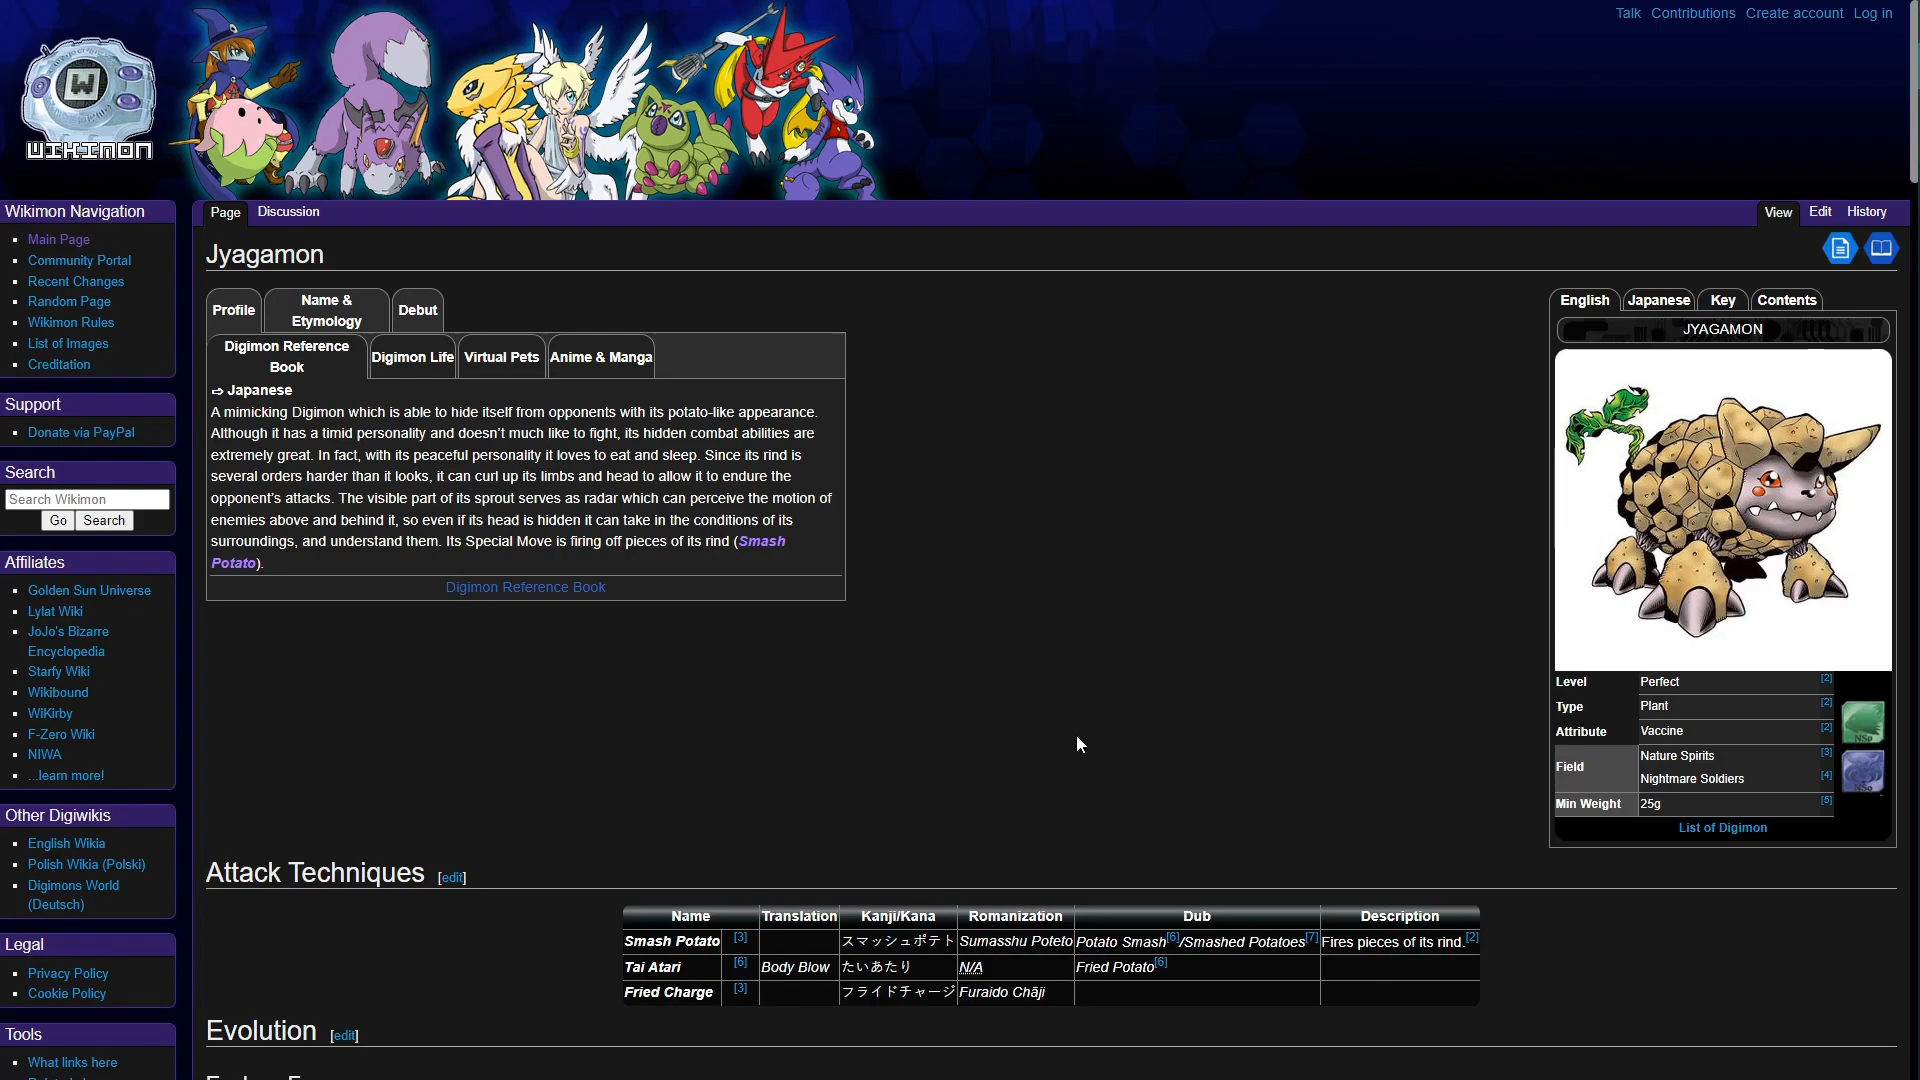 Talk Contributions Create account Log in
W
WIKIMON
Wikimon Navigation
Main Page
Community Portal
Recent Changes
Random Page
Wikimon Rules
List of Images
Creditation
Support
Donate via PayPal
Search
Search Wikimon
Go Search
Affiliates
Golden Sun Universe
Lylat Wiki
JoJo's Bizarre
Encyclopedia
Starfy Wiki
Wikibound
WiKirby
F-Zero Wiki
NIWA
...learn more!
Other Digiwikis
English Wikia
Polish Wikia (Polski)
Digimons World
(Deutsch)
Legal
Privacy Policy
Cookie Policy
Tools
What links here
Page Discussion
View Edit History
Jyagamon
Profile
Name &
Etymology
Debut
Digimon Reference
Book
Digimon Life
Virtual Pets
Anime & Manga
⇨ Japanese
A mimicking Digimon which is able to hide itself from opponents with its potato-like appearance.
Although it has a timid personality and doesn't much like to fight, its hidden combat abilities are
extremely great. In fact, with its peaceful personality it loves to eat and sleep. Since its rind is
several orders harder than it looks, it can curl up its limbs and head to allow it to endure the
opponent's attacks. The visible part of its sprout serves as radar which can perceive the motion of
enemies above and behind it, so even if its head is hidden it can take in the conditions of its
surroundings, and understand them. Its Special Move is firing off pieces of its rind (Smash
Potato).
Digimon Reference Book
English Japanese Key Contents
JYAGAMON
Level Perfect [2]
Type Plant [2]
Attribute Vaccine [2]
Field
Nature Spirits [3]
Nightmare Soldiers [4]
Min Weight 25g [5]
NSp
NSo
List of Digimon
Attack Techniques [edit]
Name Translation Kanji/Kana Romanization Dub Description
Smash Potato [3] スマッシュポテト Sumasshu Poteto Potato Smash[6]/Smashed Potatoes[7] Fires pieces of its rind.[2]
Tai Atari [6] Body Blow たいあたり N/A Fried Potato[6]
Fried Charge [3] フライドチャージ Furaido Chāji
Evolution [edit]